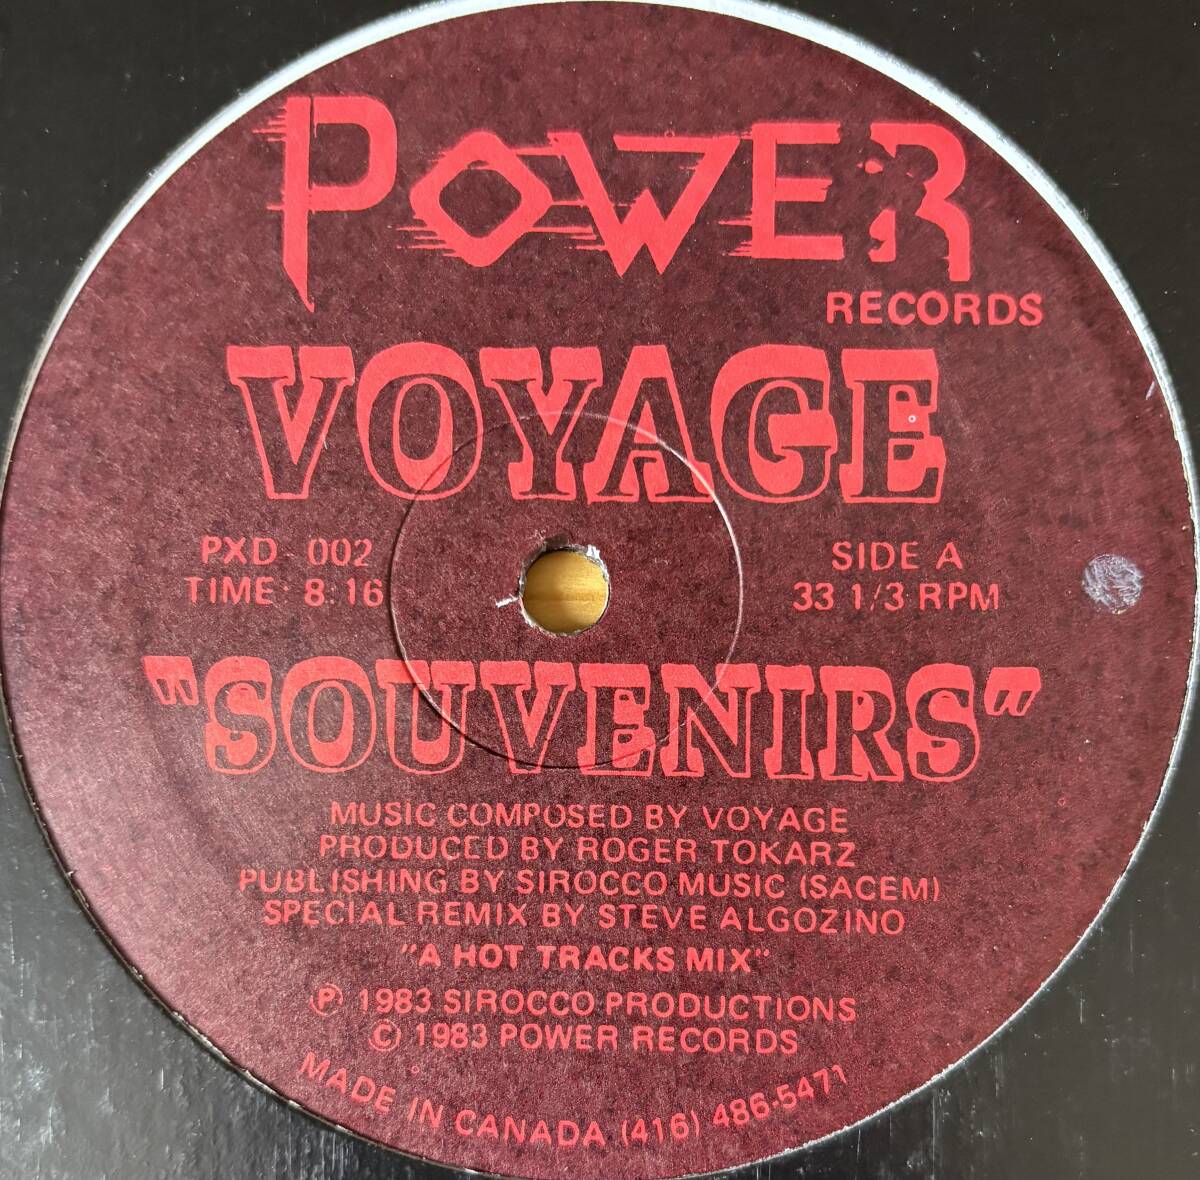 POWER
RECORDS
VOYAGE
PXD 002
TIME: 8:16
SIDE A
33 1/3 RPM
"SOUVENIRS"
MUSIC COMPOSED BY VOYAGE
PRODUCED BY ROGER TOKARZ
PUBLISHING BY SIROCCO MUSIC (SACEM)
SPECIAL REMIX BY STEVE ALGOZINO
"A HOT TRACKS MIX"
Ⓟ 1983 SIROCCO PRODUCTIONS
© 1983 POWER RECORDS
MADE IN CANADA (416) 486-5471